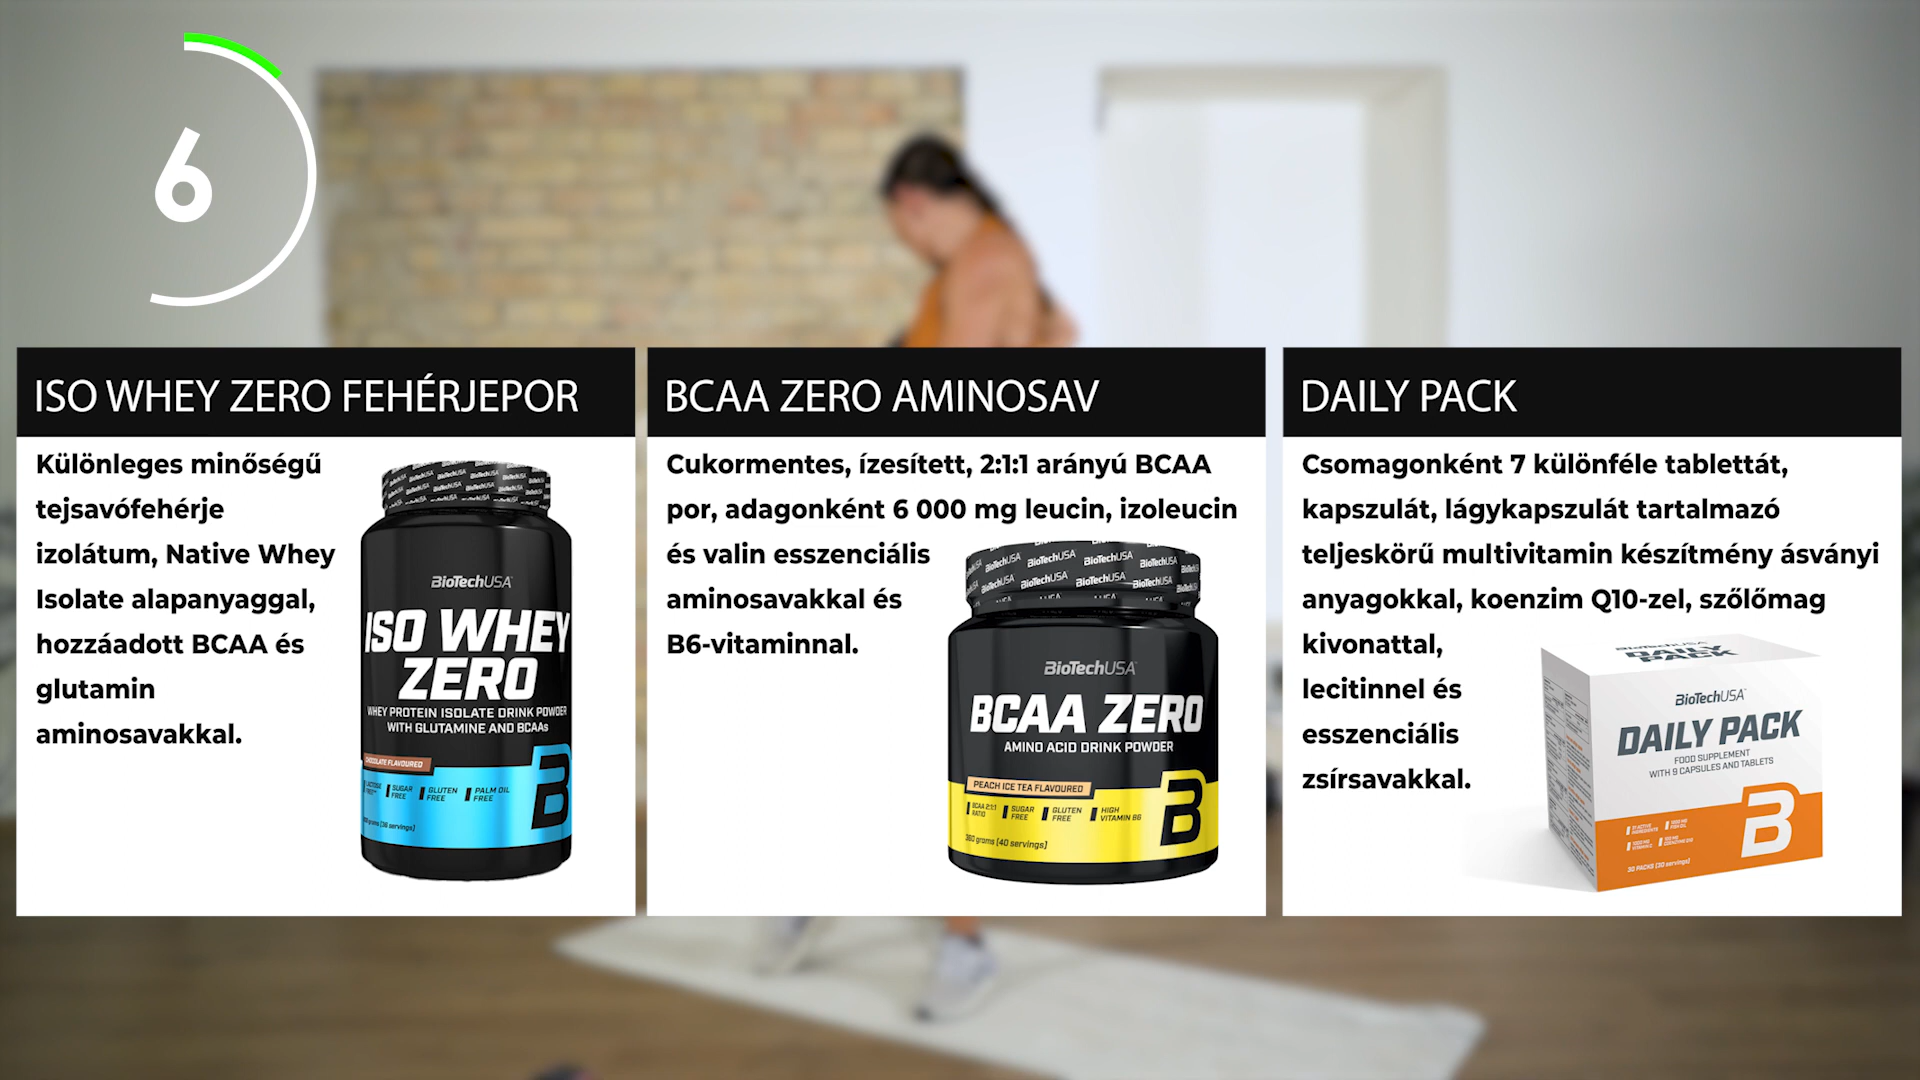 6
ISO WHEY ZERO FEHÉRJEPOR
Különleges minőségű
tejsavófehérje
izolátum, Native Whey
Isolate alapanyaggal,
hozzáadott BCAA és
glutamin
aminosavakkal.
BioTechUSA
ISO WHEY
ZERO
WHEY PROTEIN ISOLATE DRINK POWDER
WITH GLUTAMINE AND BCAAs
CHOCOLATE FLAVOURED
LACTOSE FREE
SUGAR FREE
GLUTEN FREE
PALM OIL FREE
B
BCAA ZERO AMINOSAV
Cukormentes, ízesített, 2:1:1 arányú BCAA
por, adagonként 6 000 mg leucin, izoleucin
és valin esszenciális
aminosavakkal és
B6-vitaminnal.
BioTechUSA
BCAA ZERO
AMINO ACID DRINK POWDER
PEACH ICE TEA FLAVOURED
BCAA 2:1:1 RATIO
SUGAR FREE
GLUTEN FREE
HIGH VITAMIN B6
360 grams (40 servings)
B
DAILY PACK
Csomagonként 7 különféle tablettát,
kapszulát, lágykapszulát tartalmazó
teljeskörű multivitamin készítmény ásványi
anyagokkal, koenzim Q10-zel, szőlőmag
kivonattal,
lecitinnel és
esszenciális
zsírsavakkal.
DAILY
PACK
BioTechUSA
DAILY PACK
FOOD SUPPLEMENT
WITH 9 CAPSULES AND TABLETS
30 PACKS (30 servings)
B